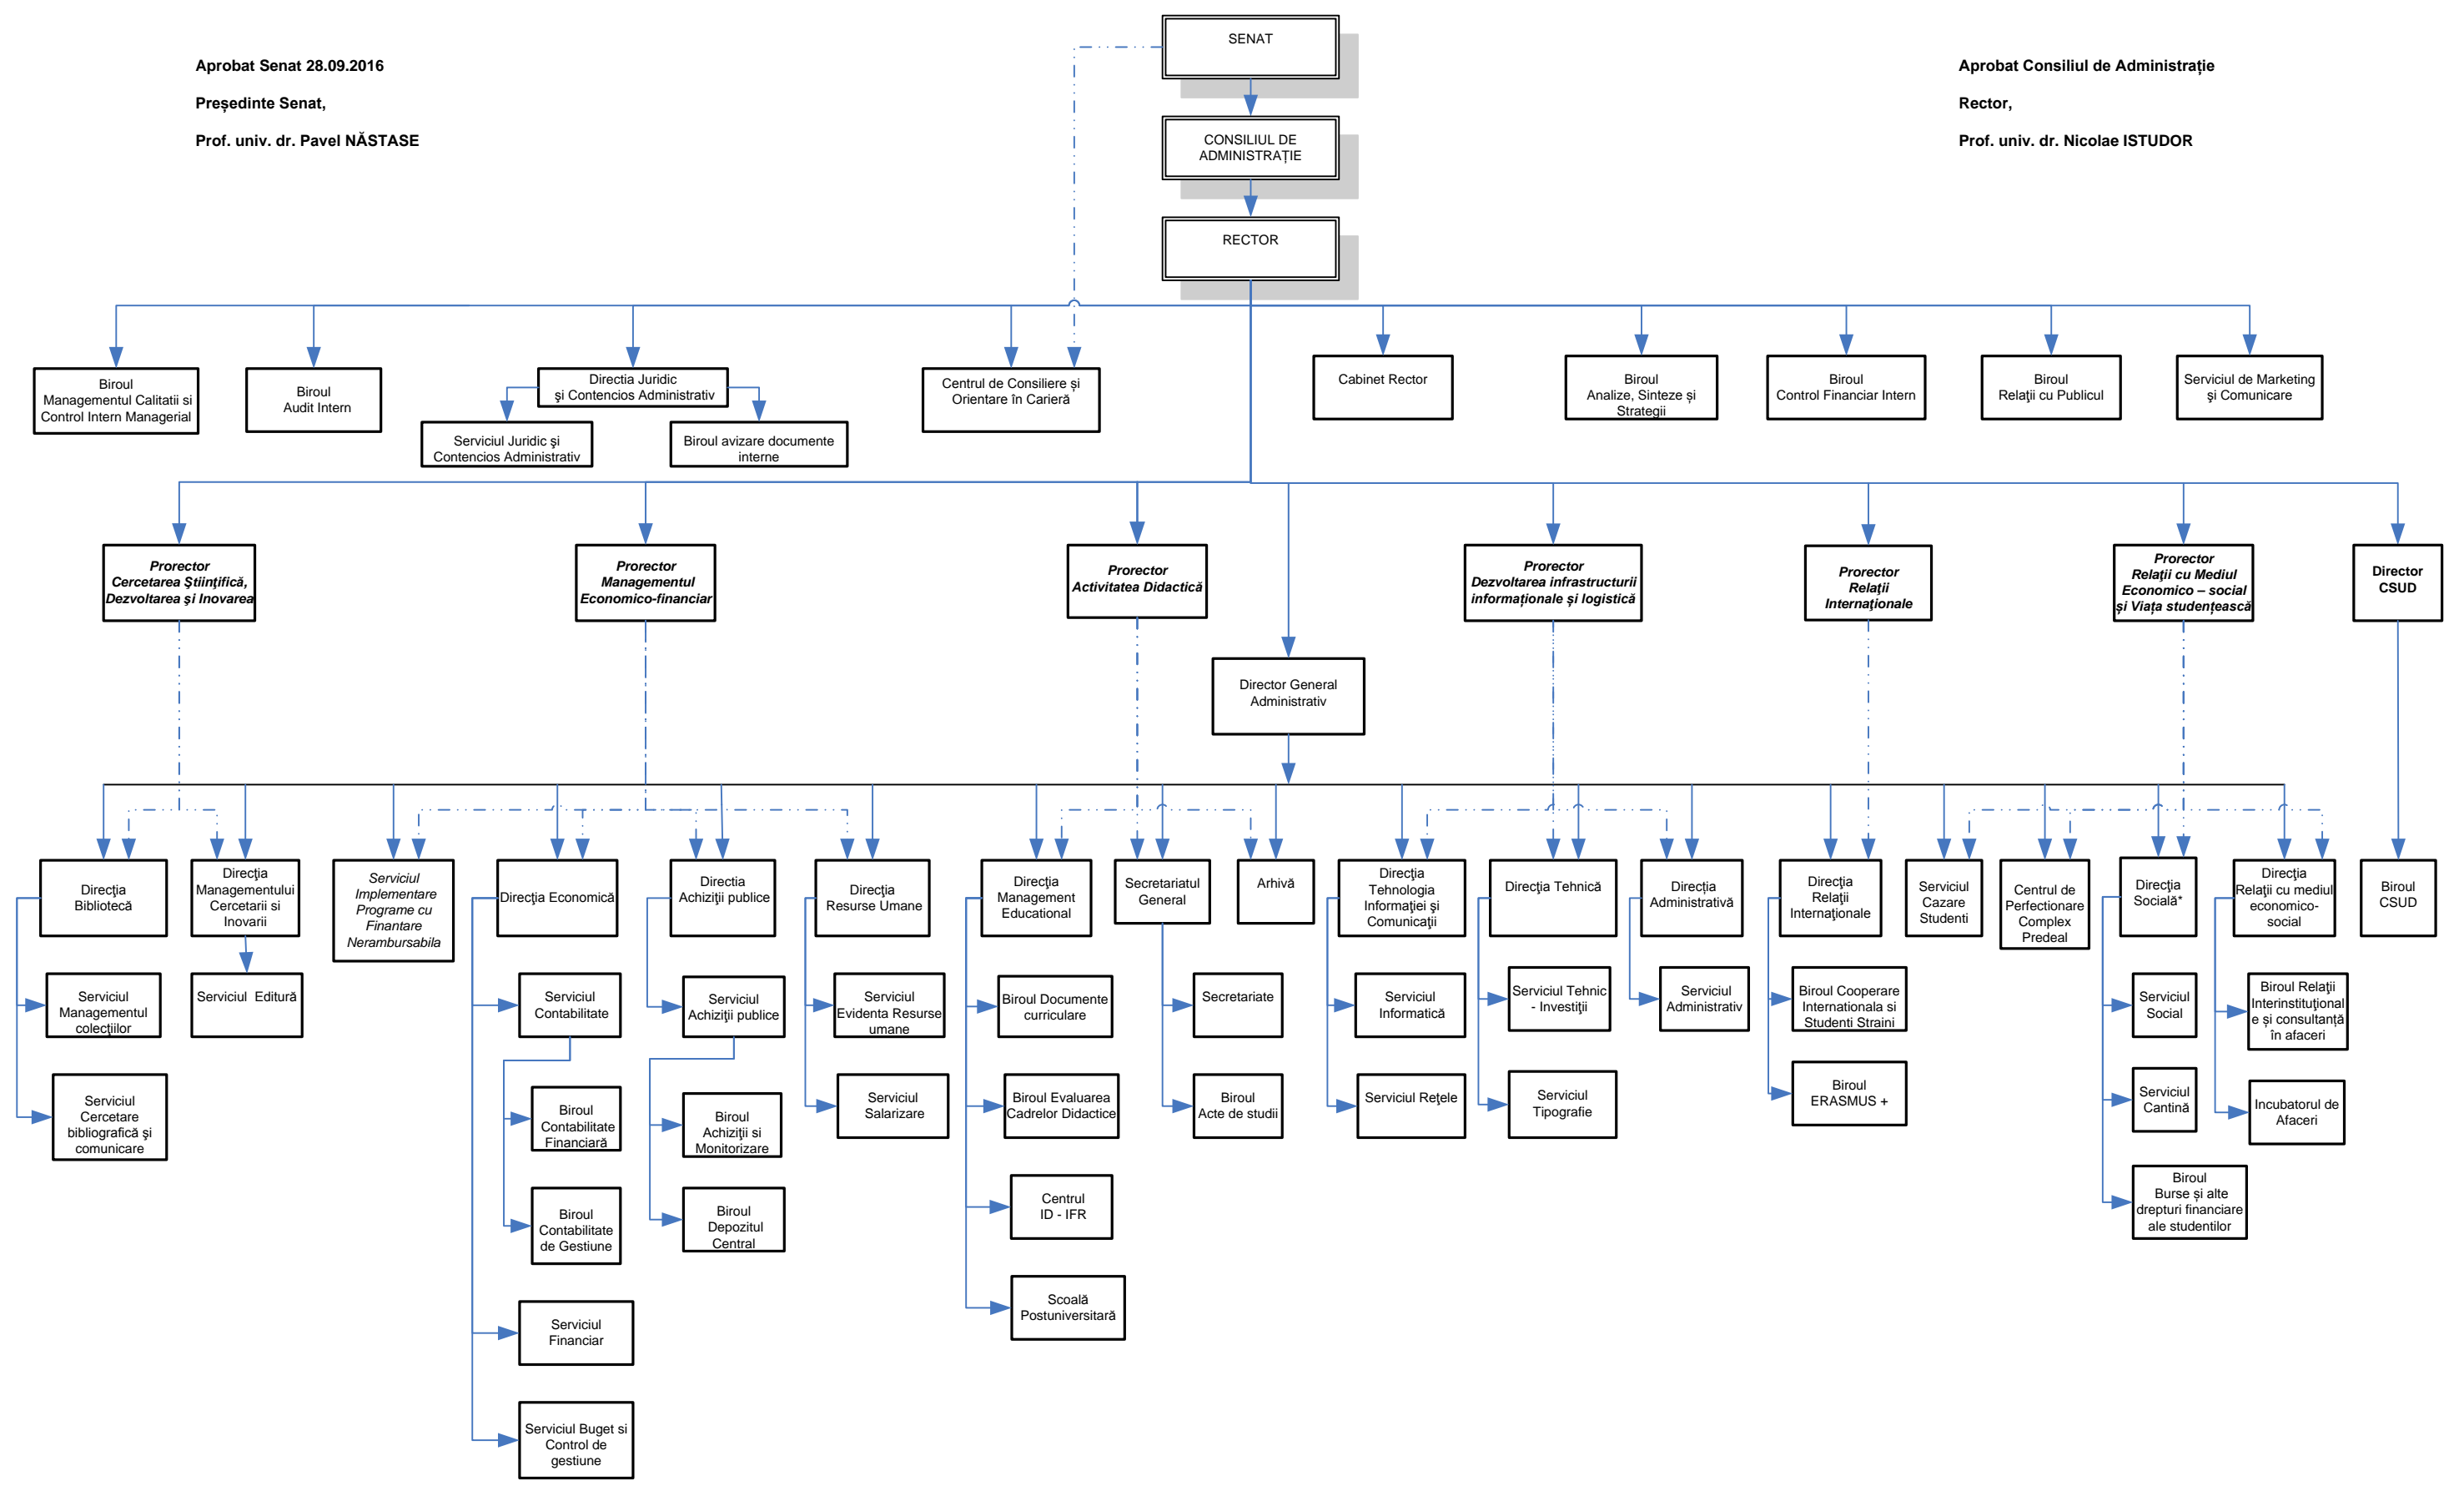 SENAT
Aprobat Senat 28.09.2016
Președinte Senat,
Prof. univ. dr. Pavel NĂSTASE
Aprobat Consiliul de Administrație
Rector,
Prof. univ. dr. Nicolae ISTUDOR
CONSILIUL DE
ADMINISTRAȚIE
RECTOR
Biroul
Managementul Calitatii si
Control Intern Managerial
Biroul
Audit Intern
Directia Juridic
şi Contencios Administrativ
Serviciul Juridic şi
Contencios Administrativ
Biroul avizare documente
interne
Centrul de Consiliere și
Orientare în Carieră
Cabinet Rector
Biroul
Analize, Sinteze și
Strategii
Biroul
Control Financiar Intern
Biroul
Relaţii cu Publicul
Serviciul de Marketing
şi Comunicare
Prorector
Cercetarea Ştiinţifică,
Dezvoltarea şi Inovarea
Prorector
Managementul
Economico-financiar
Prorector
Activitatea Didactică
Prorector
Dezvoltarea infrastructurii
informaționale și logistică
Prorector
Relaţii
Internaţionale
Prorector
Relaţii cu Mediul
Economico – social
și Viața studențească
Director
CSUD
Director General
Administrativ
Direcţia
Bibliotecă
Direcţia
Managementului
Cercetarii si
Inovarii
Serviciul
Implementare
Programe cu
Finantare
Nerambursabila
Direcţia Economică
Directia
Achiziţii publice
Direcţia
Resurse Umane
Direcţia
Management
Educational
Secretariatul
General
Arhivă
Direcţia
Tehnologia
Informaţiei şi
Comunicaţii
Direcţia Tehnică
Direcția
Administrativă
Direcţia
Relaţii
Internaţionale
Serviciul
Cazare
Studenti
Centrul de
Perfectionare
Complex
Predeal
Direcţia
Socială*
Direcţia
Relaţii cu mediul
economico-
social
Biroul
CSUD
Serviciul
Managementul
colecţiilor
Serviciul
Cercetare
bibliografică şi
comunicare
Serviciul  Editură
Serviciul
Contabilitate
Biroul
Contabilitate
Financiară
Biroul
Contabilitate
de Gestiune
Serviciul
Financiar
Serviciul Buget si
Control de
gestiune
Serviciul
Achiziţii publice
Biroul
Achiziţii si
Monitorizare
Biroul
Depozitul
Central
Serviciul
Evidenta Resurse
umane
Serviciul
Salarizare
Biroul Documente
curriculare
Biroul Evaluarea
Cadrelor Didactice
Centrul
ID - IFR
Scoală
Postuniversitară
Secretariate
Biroul
Acte de studii
Serviciul
Informatică
Serviciul Reţele
Serviciul Tehnic
- Investiţii
Serviciul
Tipografie
Serviciul
Administrativ
Biroul Cooperare
Internationala si
Studenti Straini
Biroul
ERASMUS +
Serviciul
Social
Serviciul
Cantină
Biroul
Burse și alte
drepturi financiare
ale studentilor
Biroul Relaţii
Interinstituţional
e și consultanță
în afaceri
Incubatorul de
Afaceri